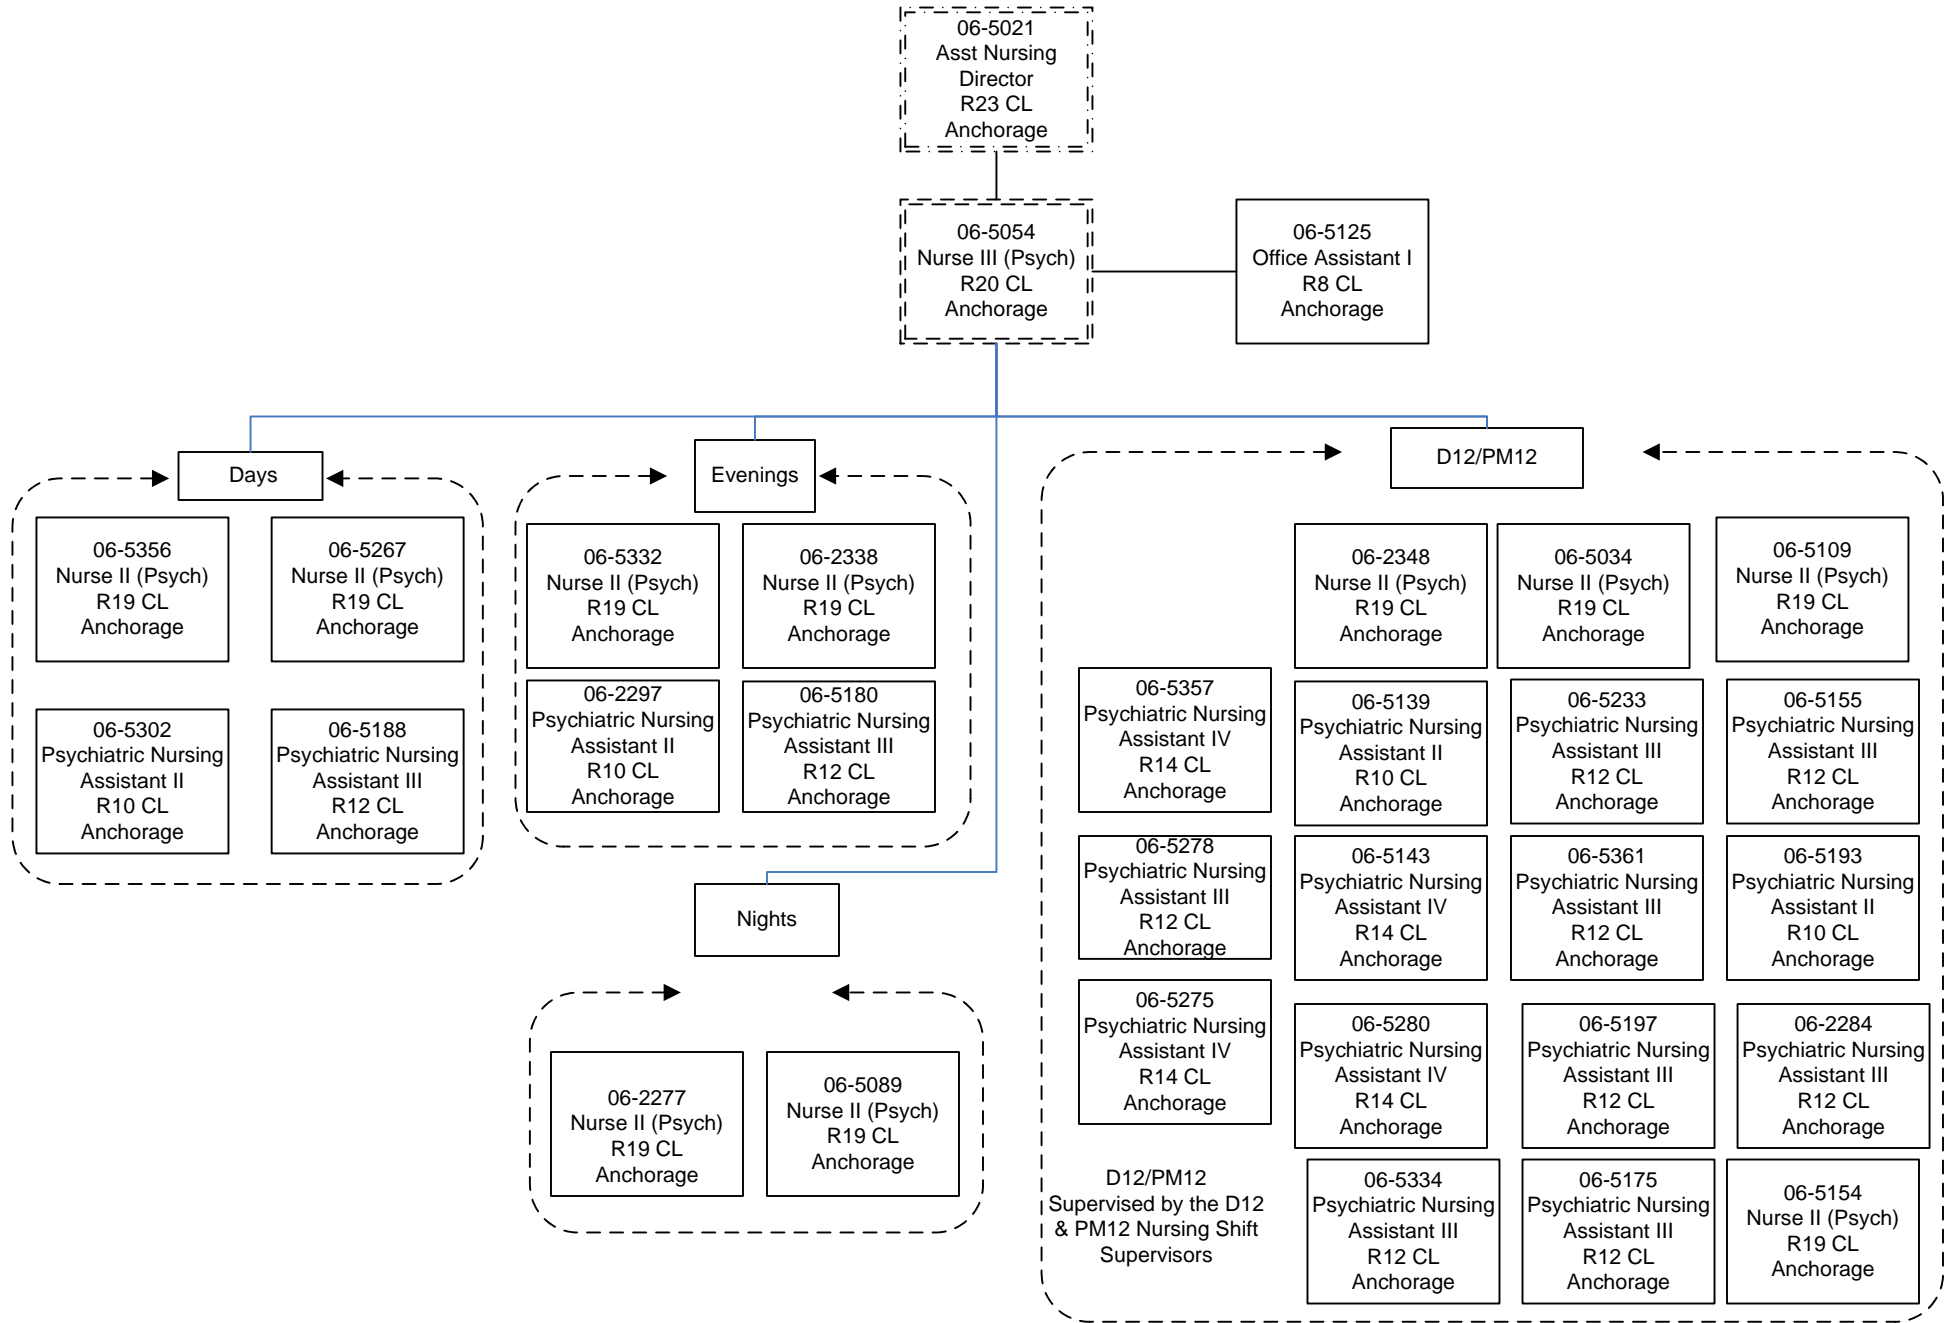 06-5021
Asst Nursing
Director
R23 CL
Anchorage
06-5054
Nurse III (Psych)
R20 CL
Anchorage
06-5125
Office Assistant I
R8 CL
Anchorage
Days
06-5356
Nurse II (Psych)
R19 CL
Anchorage
06-5267
Nurse II (Psych)
R19 CL
Anchorage
06-5302
Psychiatric Nursing
Assistant II
R10 CL
Anchorage
06-5188
Psychiatric Nursing
Assistant III
R12 CL
Anchorage
Evenings
06-5332
Nurse II (Psych)
R19 CL
Anchorage
06-2338
Nurse II (Psych)
R19 CL
Anchorage
06-2297
Psychiatric Nursing
Assistant II
R10 CL
Anchorage
06-5180
Psychiatric Nursing
Assistant III
R12 CL
Anchorage
Nights
06-2277
Nurse II (Psych)
R19 CL
Anchorage
06-5089
Nurse II (Psych)
R19 CL
Anchorage
D12/PM12
06-2348
Nurse II (Psych)
R19 CL
Anchorage
06-5034
Nurse II (Psych)
R19 CL
Anchorage
06-5109
Nurse II (Psych)
R19 CL
Anchorage
06-5357
Psychiatric Nursing
Assistant IV
R14 CL
Anchorage
06-5139
Psychiatric Nursing
Assistant II
R10 CL
Anchorage
06-5233
Psychiatric Nursing
Assistant III
R12 CL
Anchorage
06-5155
Psychiatric Nursing
Assistant III
R12 CL
Anchorage
06-5278
Psychiatric Nursing
Assistant III
R12 CL
Anchorage
06-5143
Psychiatric Nursing
Assistant IV
R14 CL
Anchorage
06-5361
Psychiatric Nursing
Assistant III
R12 CL
Anchorage
06-5193
Psychiatric Nursing
Assistant II
R10 CL
Anchorage
06-5275
Psychiatric Nursing
Assistant IV
R14 CL
Anchorage
06-5280
Psychiatric Nursing
Assistant IV
R14 CL
Anchorage
06-5197
Psychiatric Nursing
Assistant III
R12 CL
Anchorage
06-2284
Psychiatric Nursing
Assistant III
R12 CL
Anchorage
D12/PM12
Supervised by the D12
& PM12 Nursing Shift
Supervisors
06-5334
Psychiatric Nursing
Assistant III
R12 CL
Anchorage
06-5175
Psychiatric Nursing
Assistant III
R12 CL
Anchorage
06-5154
Nurse II (Psych)
R19 CL
Anchorage